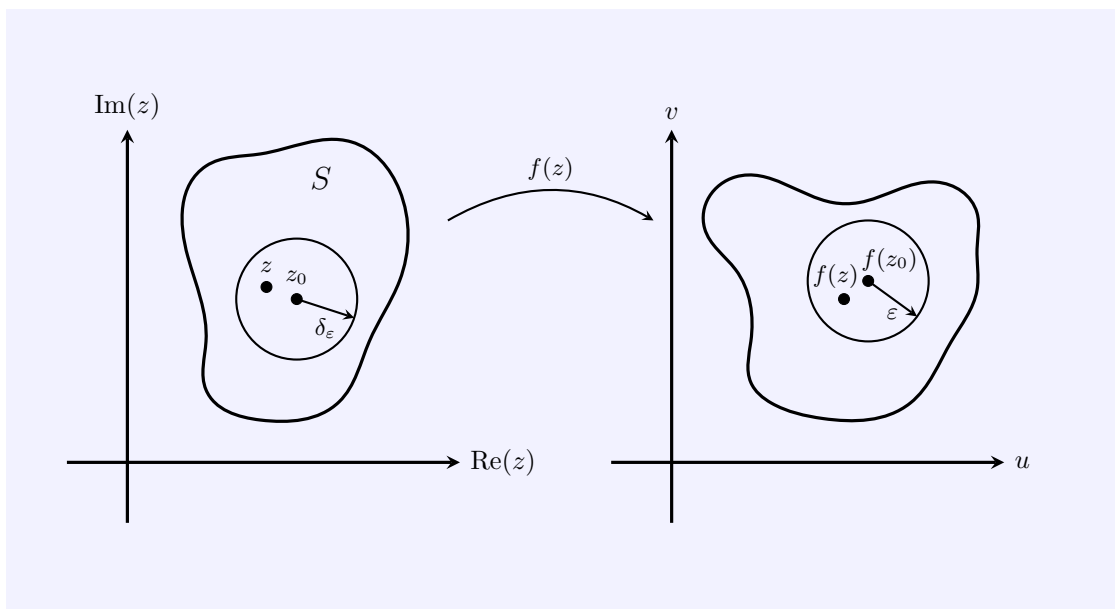 Im(z)
S
z
z₀
δ_ε
Re(z)
f(z)
v
f(z₀)
f(z)
ε
u